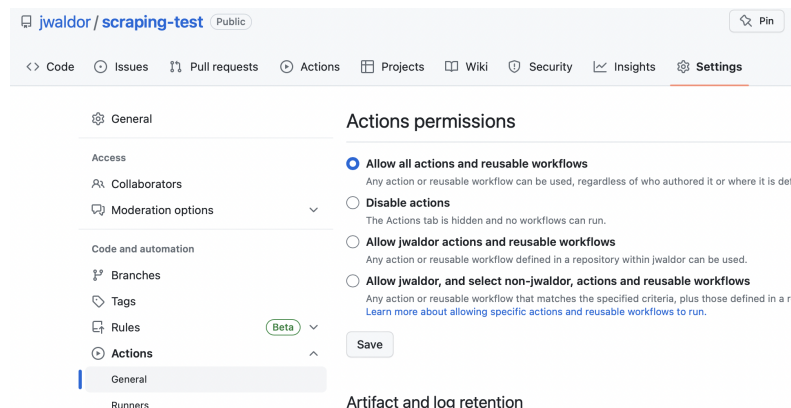 jwaldor / scraping-test Public
Pin
Code Issues Pull requests Actions Projects Wiki Security Insights Settings
General
Access
Collaborators
Moderation options
Code and automation
Branches
Tags
Rules Beta
Actions
General
Runners
Actions permissions
Allow all actions and reusable workflows
Any action or reusable workflow can be used, regardless of who authored it or where it is def
Disable actions
The Actions tab is hidden and no workflows can run.
Allow jwaldor actions and reusable workflows
Any action or reusable workflow defined in a repository within jwaldor can be used.
Allow jwaldor, and select non-jwaldor, actions and reusable workflows
Any action or reusable workflow that matches the specified criteria, plus those defined in a r
Learn more about allowing specific actions and reusable workflows to run.
Save
Artifact and log retention